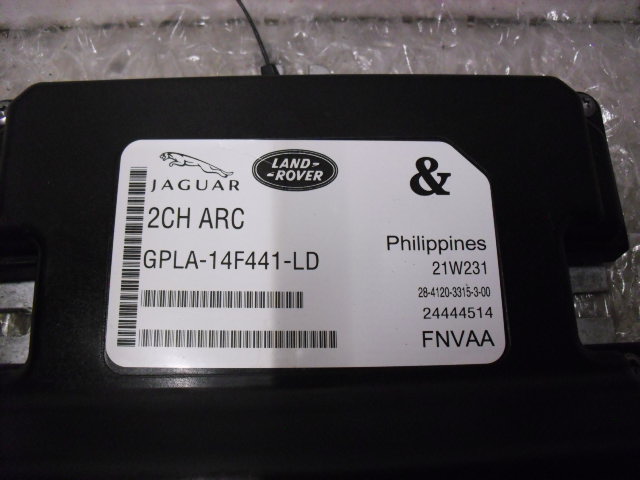 JAGUAR
LAND-
-ROVER
&
2CH ARC
GPLA-14F441-LD
Philippines
21W231
28-4120-3315-3-00
24444514
FNVAA